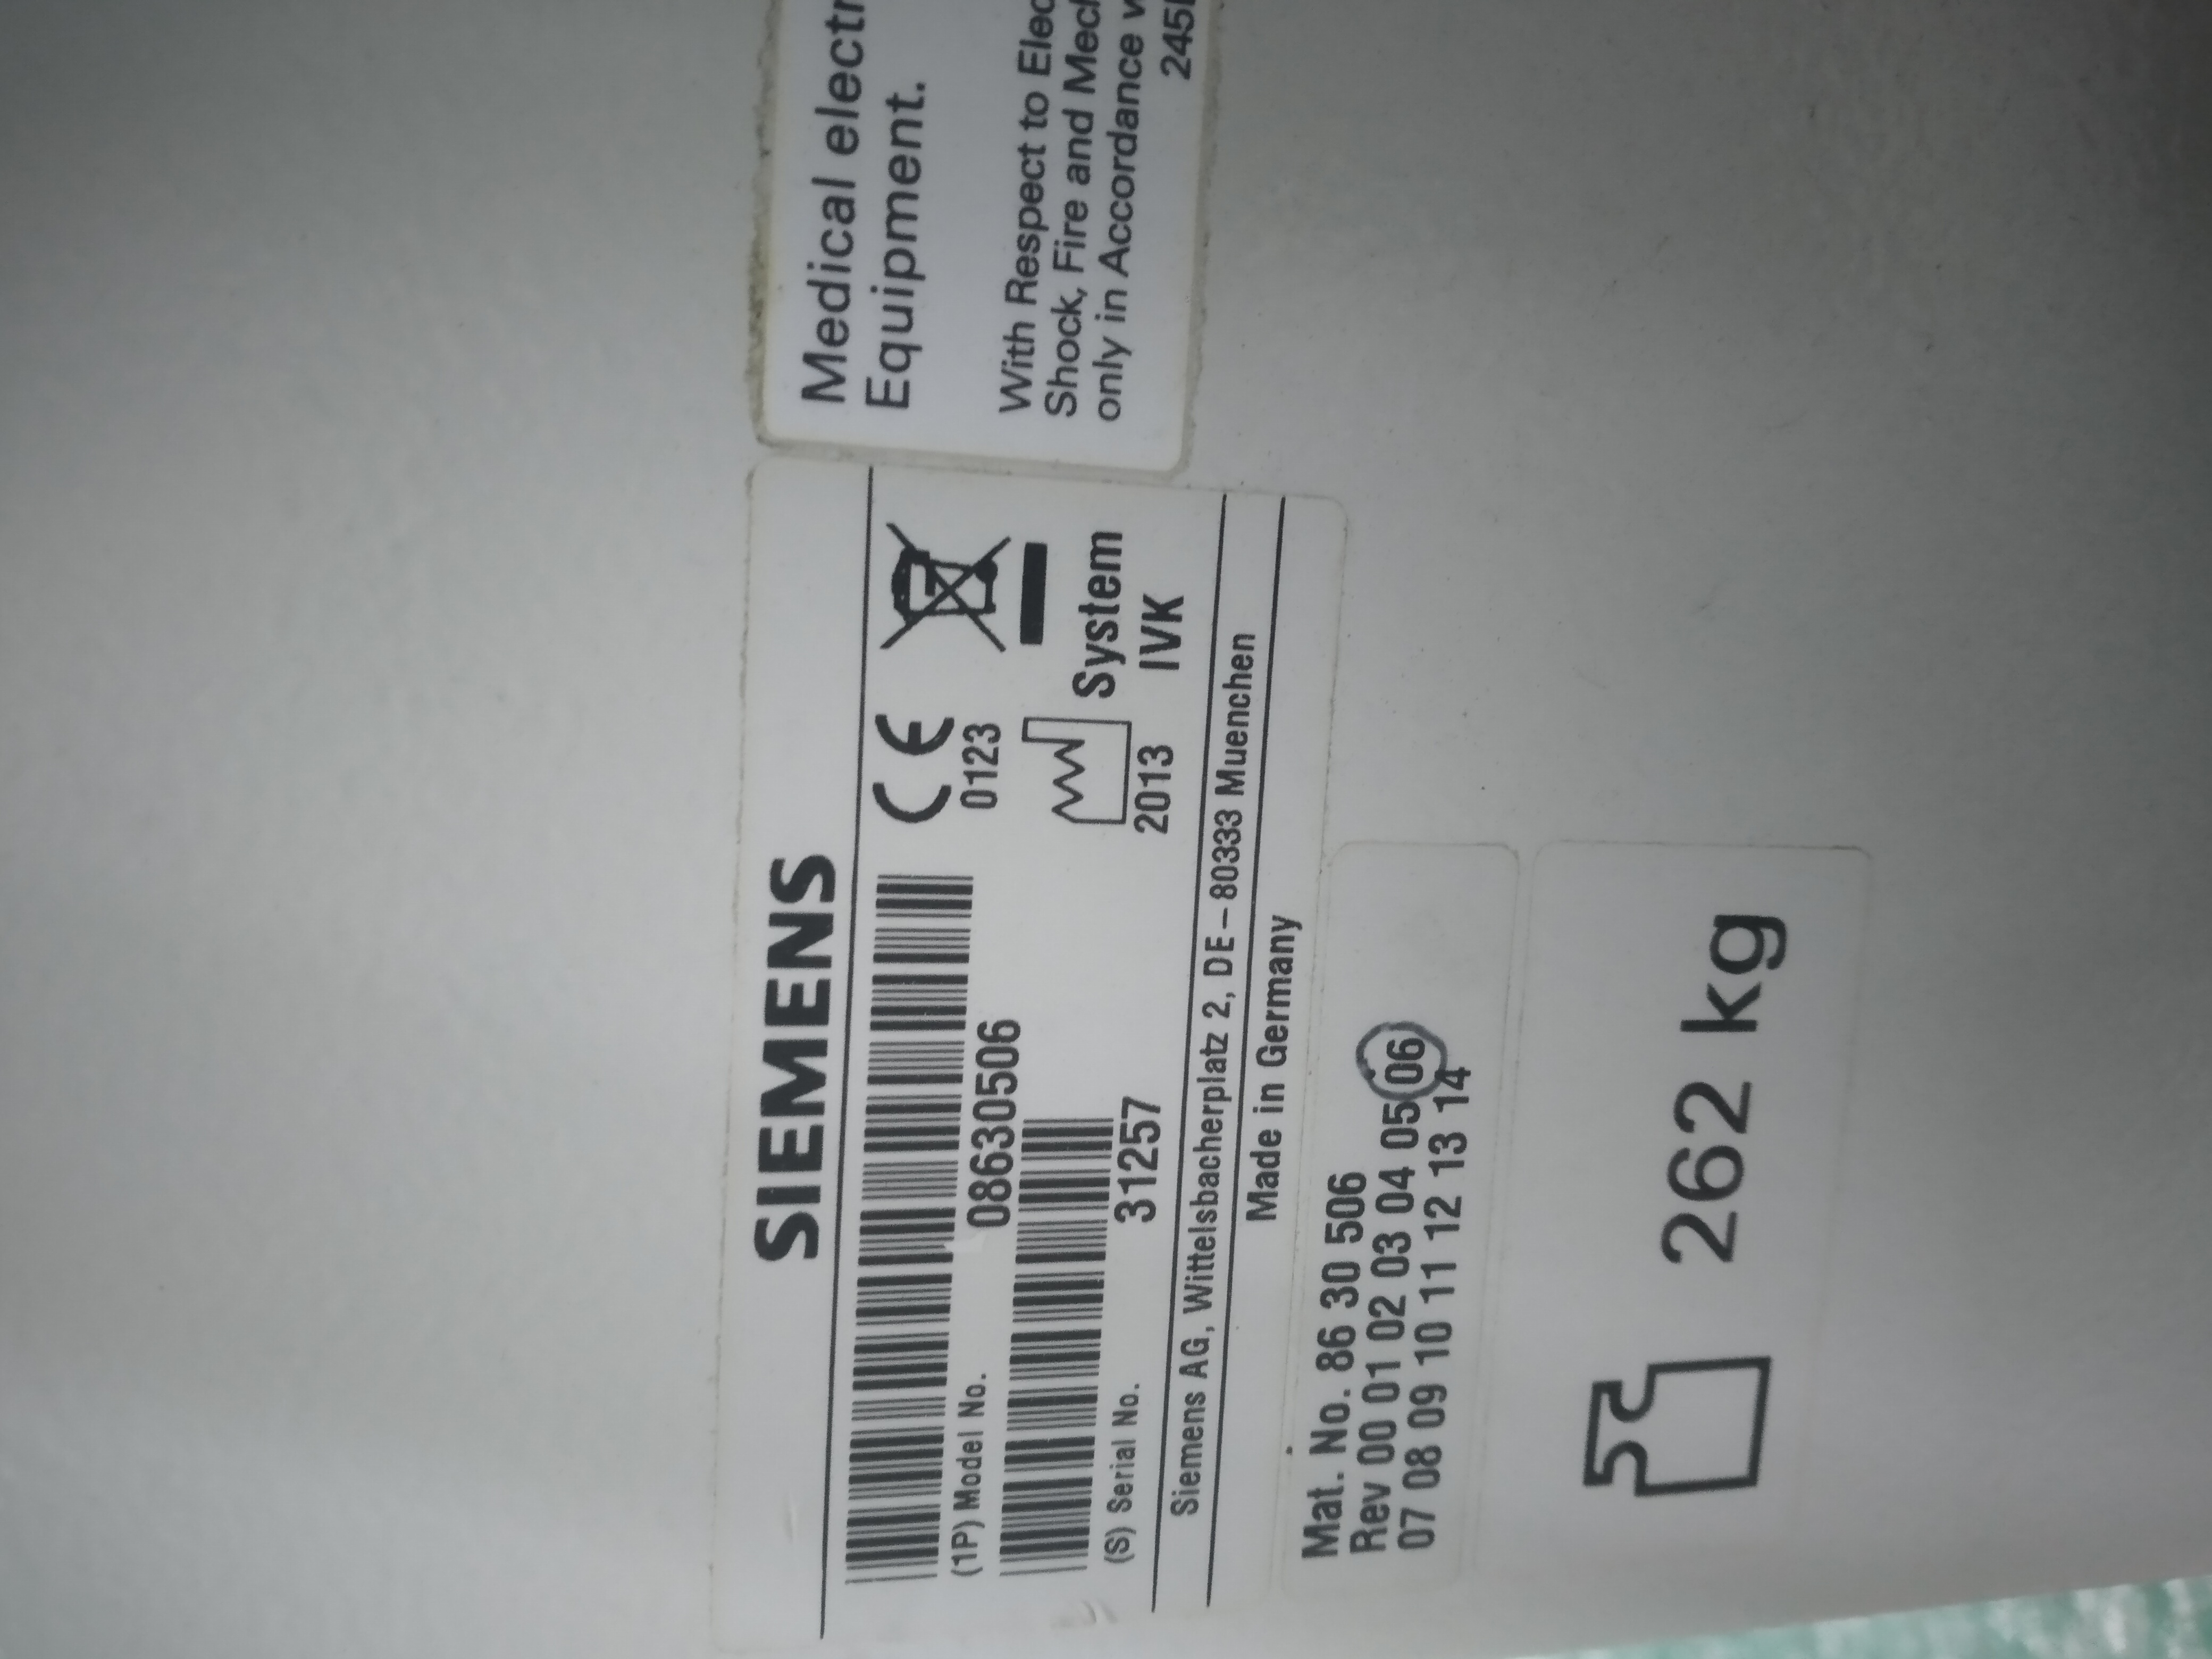 SIEMENS
(1P) Model No. 08630506
(S) Serial No. 31257
CE
0123
2013
System
IVK
Siemens AG, Wittelsbacherplatz 2, DE-80333 Muenchen
Made in Germany
Mat. No. 86 30 506
Rev 00 01 02 03 04 05 06
07 08 09 10 11 12 13 14
262 kg
Medical electr
Equipment.
With Respect to Elec
Shock, Fire and Mec
only in Accordance
245